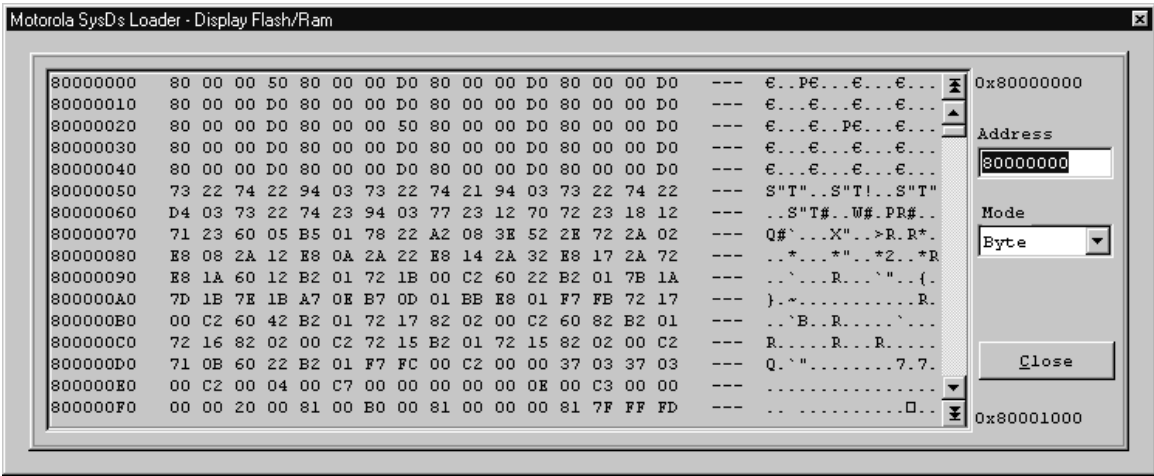 Motorola SysDs Loader - Display Flash/Ram
80000000 80 00 00 50 80 00 00 D0 80 00 00 D0 80 00 00 D0 --- €..P€...€...€...
80000010 80 00 00 D0 80 00 00 D0 80 00 00 D0 80 00 00 D0 --- €...€...€...€...
80000020 80 00 00 D0 80 00 00 50 80 00 00 D0 80 00 00 D0 --- €...€..P€...€...
80000030 80 00 00 D0 80 00 00 D0 80 00 00 D0 80 00 00 D0 --- €...€...€...€...
80000040 80 00 00 D0 80 00 00 D0 80 00 00 D0 80 00 00 D0 --- €...€...€...€...
80000050 73 22 74 22 94 03 73 22 74 21 94 03 73 22 74 22 --- S"T"..S"T!..S"T"
80000060 D4 03 73 22 74 23 94 03 77 23 12 70 72 23 18 12 --- ..S"T#..W#.PR#..
80000070 71 23 60 05 B5 01 78 22 A2 08 3E 52 2E 72 2A 02 --- Q#`...X"..>R.R*.
80000080 E8 08 2A 12 E8 0A 2A 22 E8 14 2A 32 E8 17 2A 72 --- ..*...*"..*2..*R
80000090 E8 1A 60 12 B2 01 72 1B 00 C2 60 22 B2 01 7B 1A --- ..`...R...`"..{.
800000A0 7D 1B 7E 1B A7 0E B7 0D 01 BB E8 01 F7 FB 72 17 --- }.~...........R.
800000B0 00 C2 60 42 B2 01 72 17 82 02 00 C2 60 82 B2 01 --- ..`B..R.....`...
800000C0 72 16 82 02 00 C2 72 15 B2 01 72 15 82 02 00 C2 --- R.....R...R.....
800000D0 71 0B 60 22 B2 01 F7 FC 00 C2 00 00 37 03 37 03 --- Q.`"........7.7.
800000E0 00 C2 00 04 00 C7 00 00 00 00 00 0E 00 C3 00 00 --- ................
800000F0 00 00 20 00 81 00 B0 00 81 00 00 00 81 7F FF FD --- .. ..........□..
0x80000000
Address
80000000
Mode
Byte
Close
0x80001000